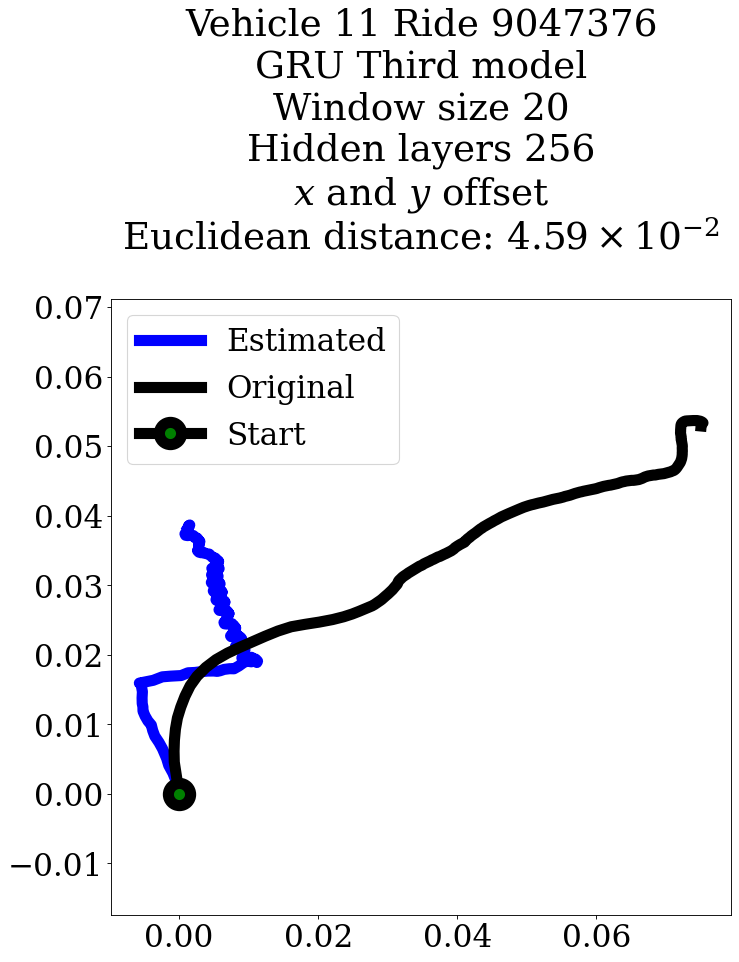 Vehicle 11 Ride 9047376
GRU Third model
Window size 20
Hidden layers 256
x and y offset
Euclidean distance: 4.59 × 10⁻²
0.07
0.06
0.05
0.04
0.03
0.02
0.01
0.00
−0.01
Estimated
Original
Start
0.00 0.02 0.04 0.06